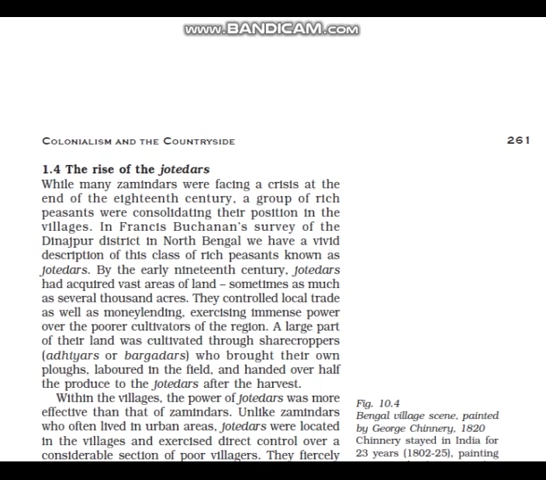 www.BANDICAM.com
COLONIALISM AND THE COUNTRYSIDE
261
1.4 The rise of the jotedars
While many zamindars were facing a crisis at the
end of the eighteenth century, a group of rich
peasants were consolidating their position in the
villages. In Francis Buchanan's survey of the
Dinajpur district in North Bengal we have a vivid
description of this class of rich peasants known as
jotedars. By the early nineteenth century, jotedars
had acquired vast areas of land – sometimes as much
as several thousand acres. They controlled local trade
as well as moneylending, exercising immense power
over the poorer cultivators of the region. A large part
of their land was cultivated through sharecroppers
(adhiyars or bargadars) who brought their own
ploughs, laboured in the field, and handed over half
the produce to the jotedars after the harvest.
Within the villages, the power of jotedars was more
effective than that of zamindars. Unlike zamindars
who often lived in urban areas, jotedars were located
in the villages and exercised direct control over a
considerable section of poor villagers. They fiercely
Fig. 10.4
Bengal village scene, painted
by George Chinnery, 1820
Chinnery stayed in India for
23 years (1802-25), painting